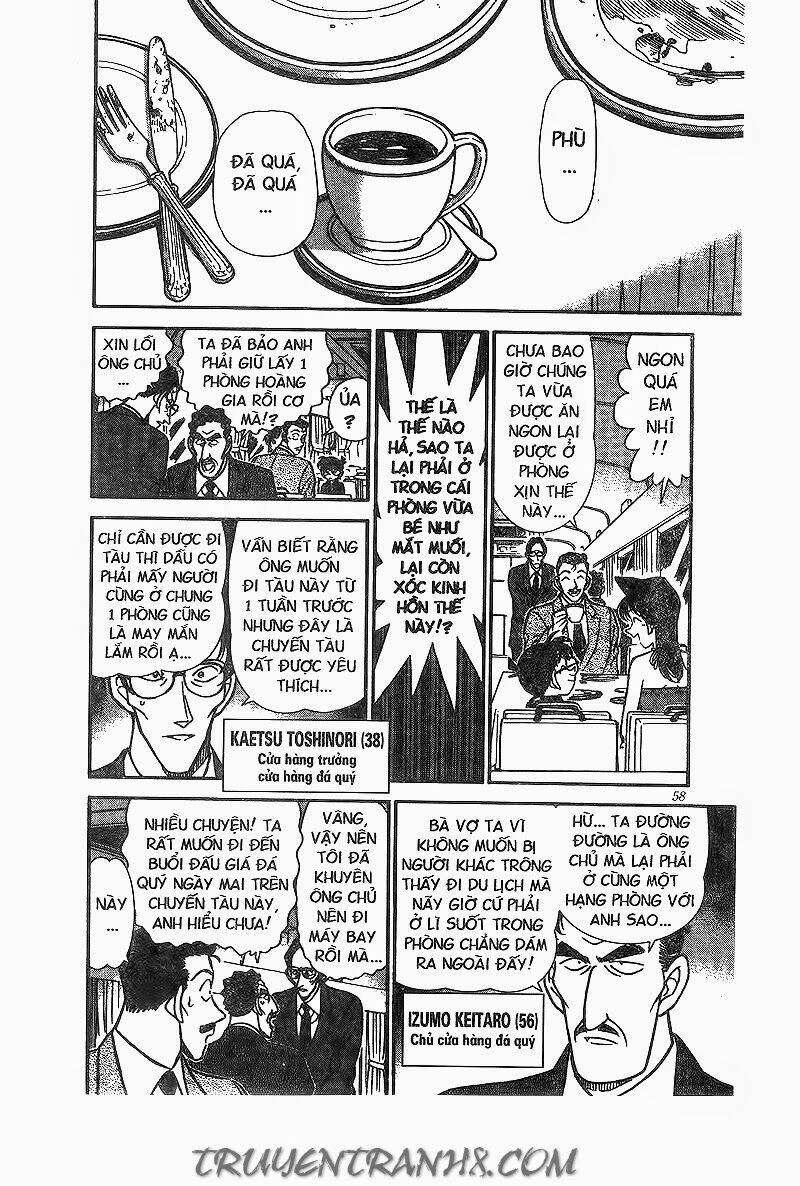 PHÙ
...
ĐÃ QUÁ,
ĐÃ QUÁ
...
NGON
QUÁ
EM
NHỈ
!!
CHƯA BAO
GIỜ CHÚNG
TA VỪA
ĐƯỢC ĂN
NGON LẠI
ĐƯỢC Ở
PHÒNG
XỊN THẾ
NÀY...
THẾ LÀ
THẾ NÀO
HẢ, SAO TA
LẠI PHẢI Ở
TRONG CÁI
PHÒNG VỪA
BÉ NHƯ
MẮT MUỖI,
LẠI CÒN
XÓC KINH
HỒN THẾ
NÀY!?
ỦA
?
TA ĐÃ BẢO ANH
PHẢI GIỮ LẤY 1
PHÒNG HOÀNG
GIA RỒI CƠ
MÀ!?
XIN LỖI
ÔNG CHỦ
...
VẪN BIẾT RẰNG
ÔNG MUỐN
ĐI TÀU NÀY TỪ
1 TUẦN TRƯỚC
NHƯNG ĐÂY LÀ
CHUYẾN TÀU
RẤT ĐƯỢC YÊU
THÍCH...
CHỈ CẦN ĐƯỢC ĐI
TÀU THÌ DẪU CÓ
PHẢI MẤY NGƯỜI
CÙNG Ở CHUNG
1 PHÒNG CŨNG
LÀ MAY MẮN
LẮM RỒI Ạ...
KAETSU TOSHINORI (38)
Cửa hàng trưởng
cửa hàng đá quý
58
HỪ... TA ĐƯỜNG
ĐƯỜNG LÀ ÔNG
CHỦ MÀ LẠI PHẢI
Ở CÙNG MỘT
HẠNG PHÒNG VỚI
ANH SAO...
BÀ VỢ TA VÌ
KHÔNG MUỐN BỊ
NGƯỜI KHÁC TRÔNG
THẤY ĐI DU LỊCH MÀ
NÃY GIỜ CỨ PHẢI
Ở LÌ SUỐT TRONG
PHÒNG CHẲNG DÁM
RA NGOÀI ĐẤY!
IZUMO KEITARO (56)
Chủ cửa hàng đá quý
VÂNG,
VẬY NÊN
TÔI ĐÃ
KHUYÊN
ÔNG CHỦ
NÊN ĐI
MÁY BAY
RỒI MÀ...
NHIỀU CHUYỆN! TA
RẤT MUỐN ĐI ĐẾN
BUỔI ĐẤU GIÁ ĐÁ
QUÝ NGÀY MAI TRÊN
CHUYẾN TÀU NÀY,
ANH HIỂU CHƯA!
NÀY
...
TRUYENTRANH8.COM